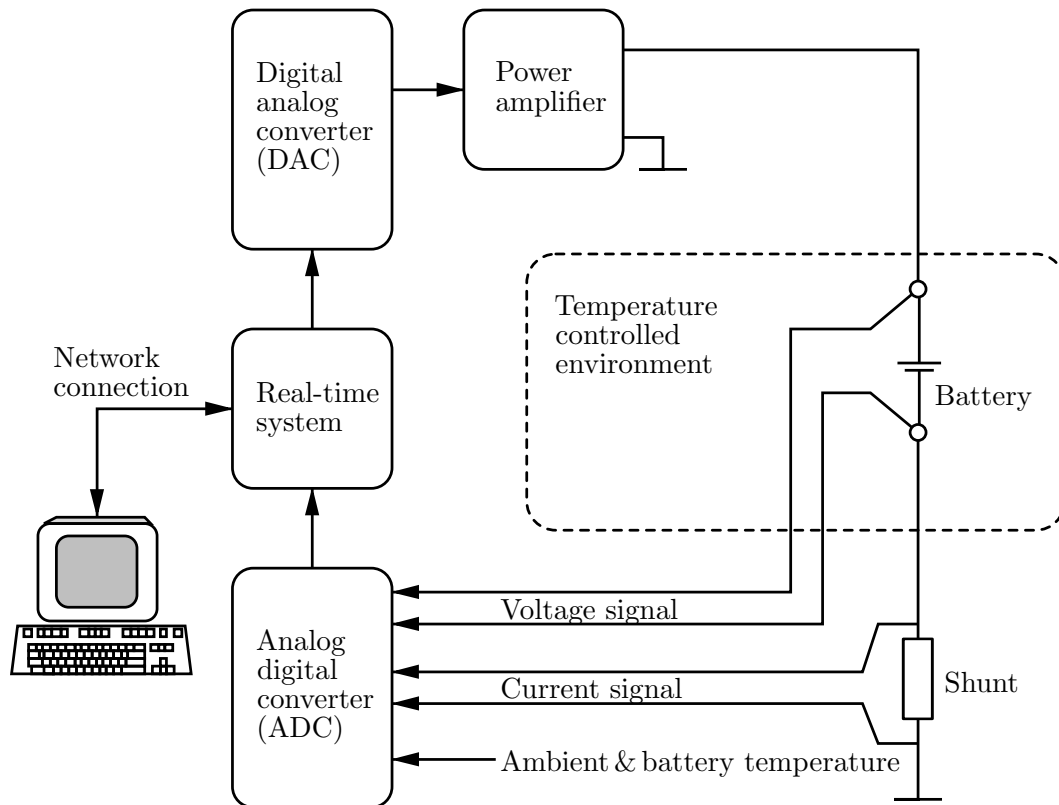 Digital
analog
converter
(DAC)
Power
amplifier
Temperature
controlled
environment
Network
connection
Real-time
system
Battery
Voltage signal
Analog
digital
converter
(ADC)
Current signal
Shunt
Ambient & battery temperature